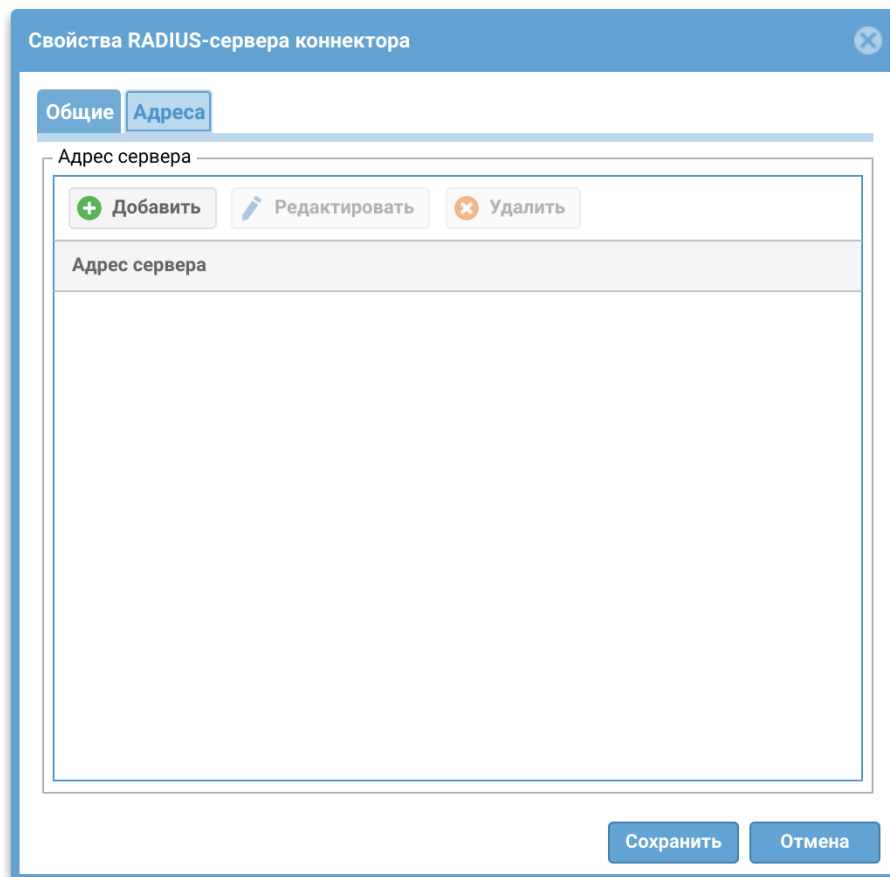 Свойства RADIUS-сервера коннектора
Общие Адреса
Адрес сервера
Добавить Редактировать Удалить
Адрес сервера
Сохранить Отмена